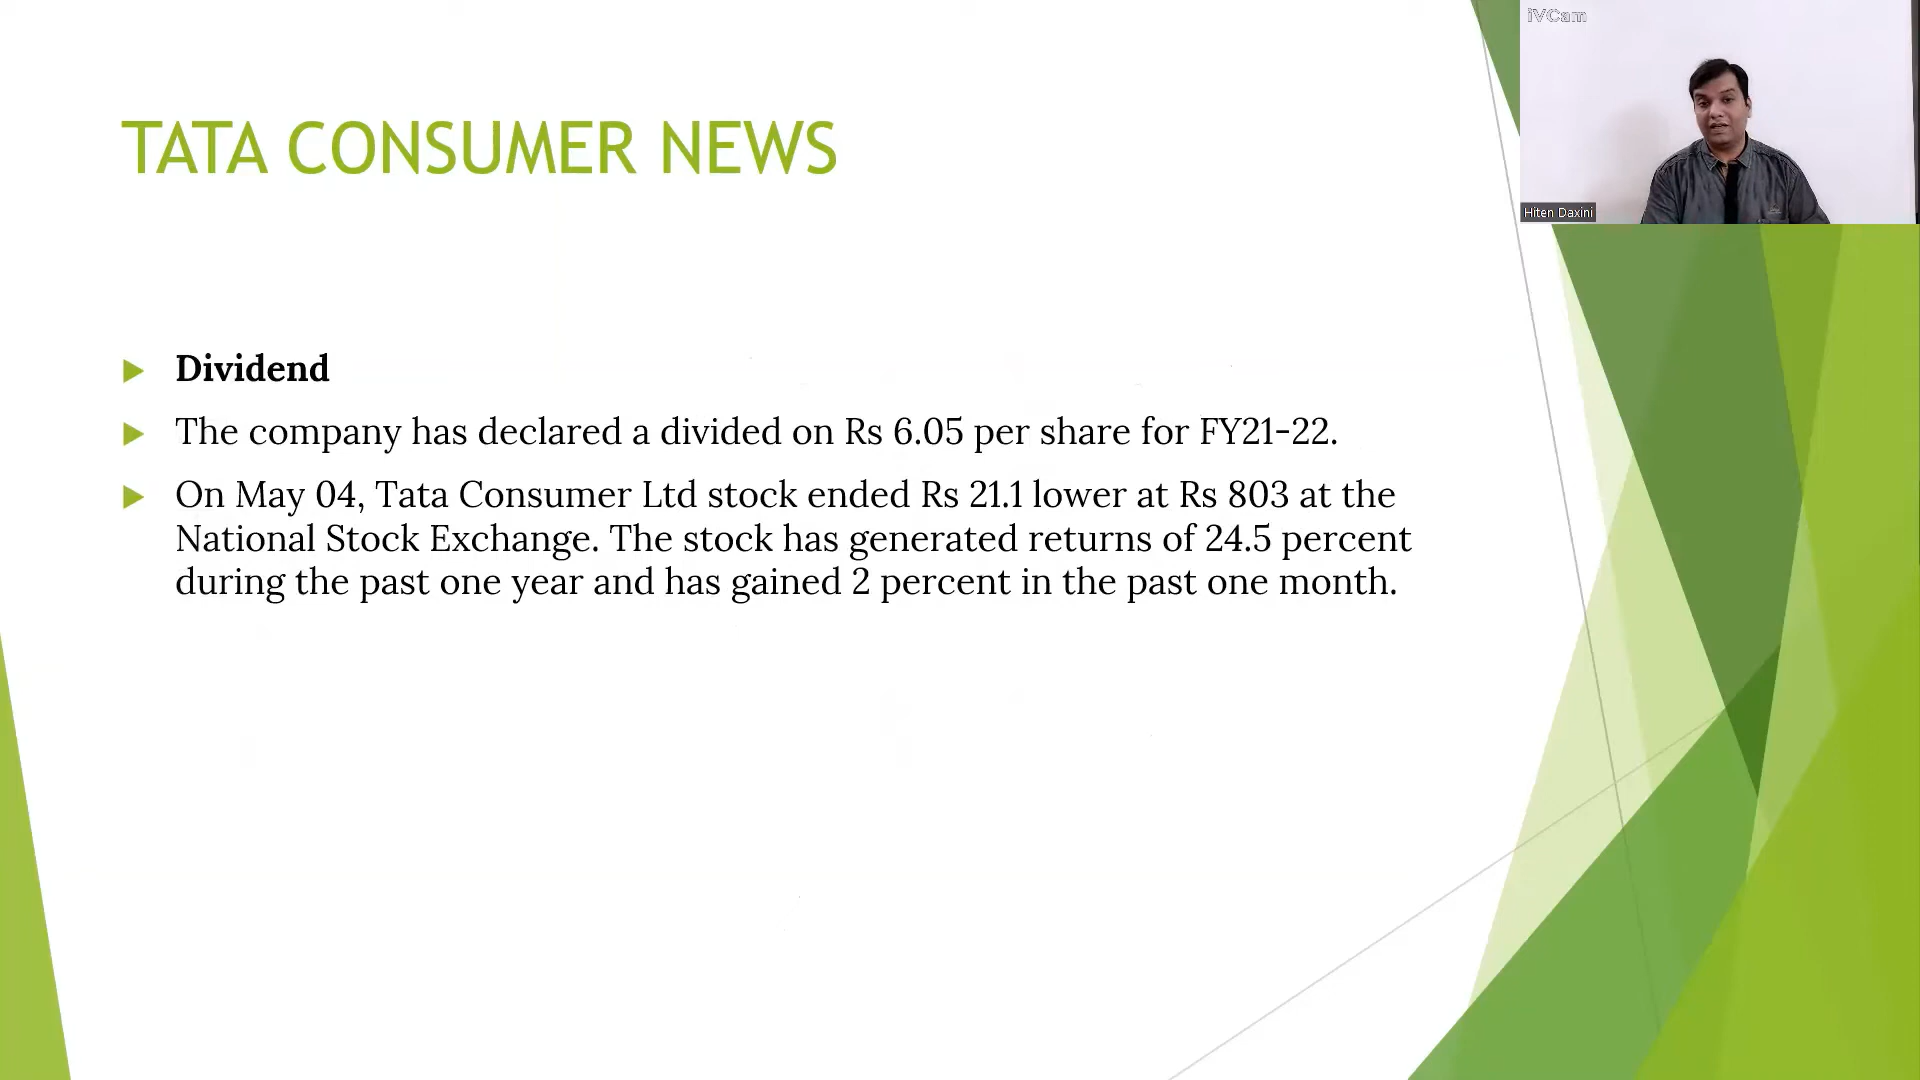 iVCam
TATA CONSUMER NEWS
Hiten Daxini
Dividend
The company has declared a divided on Rs 6.05 per share for FY21-22.
On May 04, Tata Consumer Ltd stock ended Rs 21.1 lower at Rs 803 at the
National Stock Exchange. The stock has generated returns of 24.5 percent
during the past one year and has gained 2 percent in the past one month.